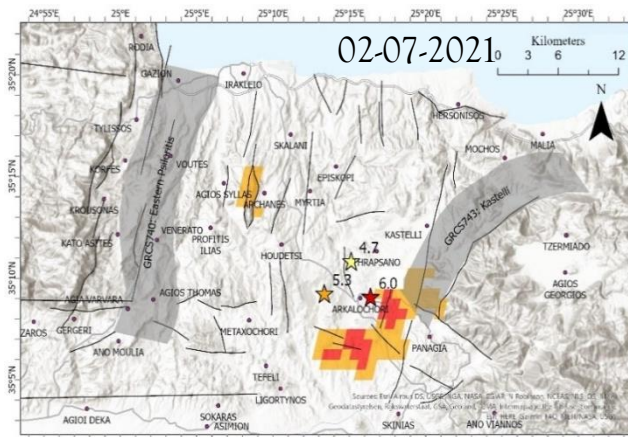 25°E
25°5'E
25°10'E
25°15'E
25°20'E
25°25'E
25°30'E
02-07-2021
Kilometers
0 3 6 12
N
35°20'N
35°15'N
35°10'N
35°5'N
RODIA
GAZION
IRAKLEIO
TYLISSOS
SKALANI
HERSONISOS
MALIA
MOCHOS
KORFES
VOUTES
EPISKOPI
AGIOS SYLLAS
ARCHANES
MYRTIA
KROUSONAS
GRCS740: Eastern Psiloritis
GRCS743: Kastelli
KATO ASITES
VENERATO
PROFITIS
ILIAS
HOUDETSI
KASTELLI
TZERMIADO
4.7
THRAPSANO
5.3
6.0
ARKALOCHORI
AGIOS
GEORGIOS
AGIA VARVARA
AGIOS THOMAS
ZAROS
GERGERI
METAXOCHORI
ANO MOULIA
PANAGIA
TEFELI
LIGORTYNOS
AGIOI DEKA
SOKARAS
ASIMION
SKINIAS
ANO VIANNOS